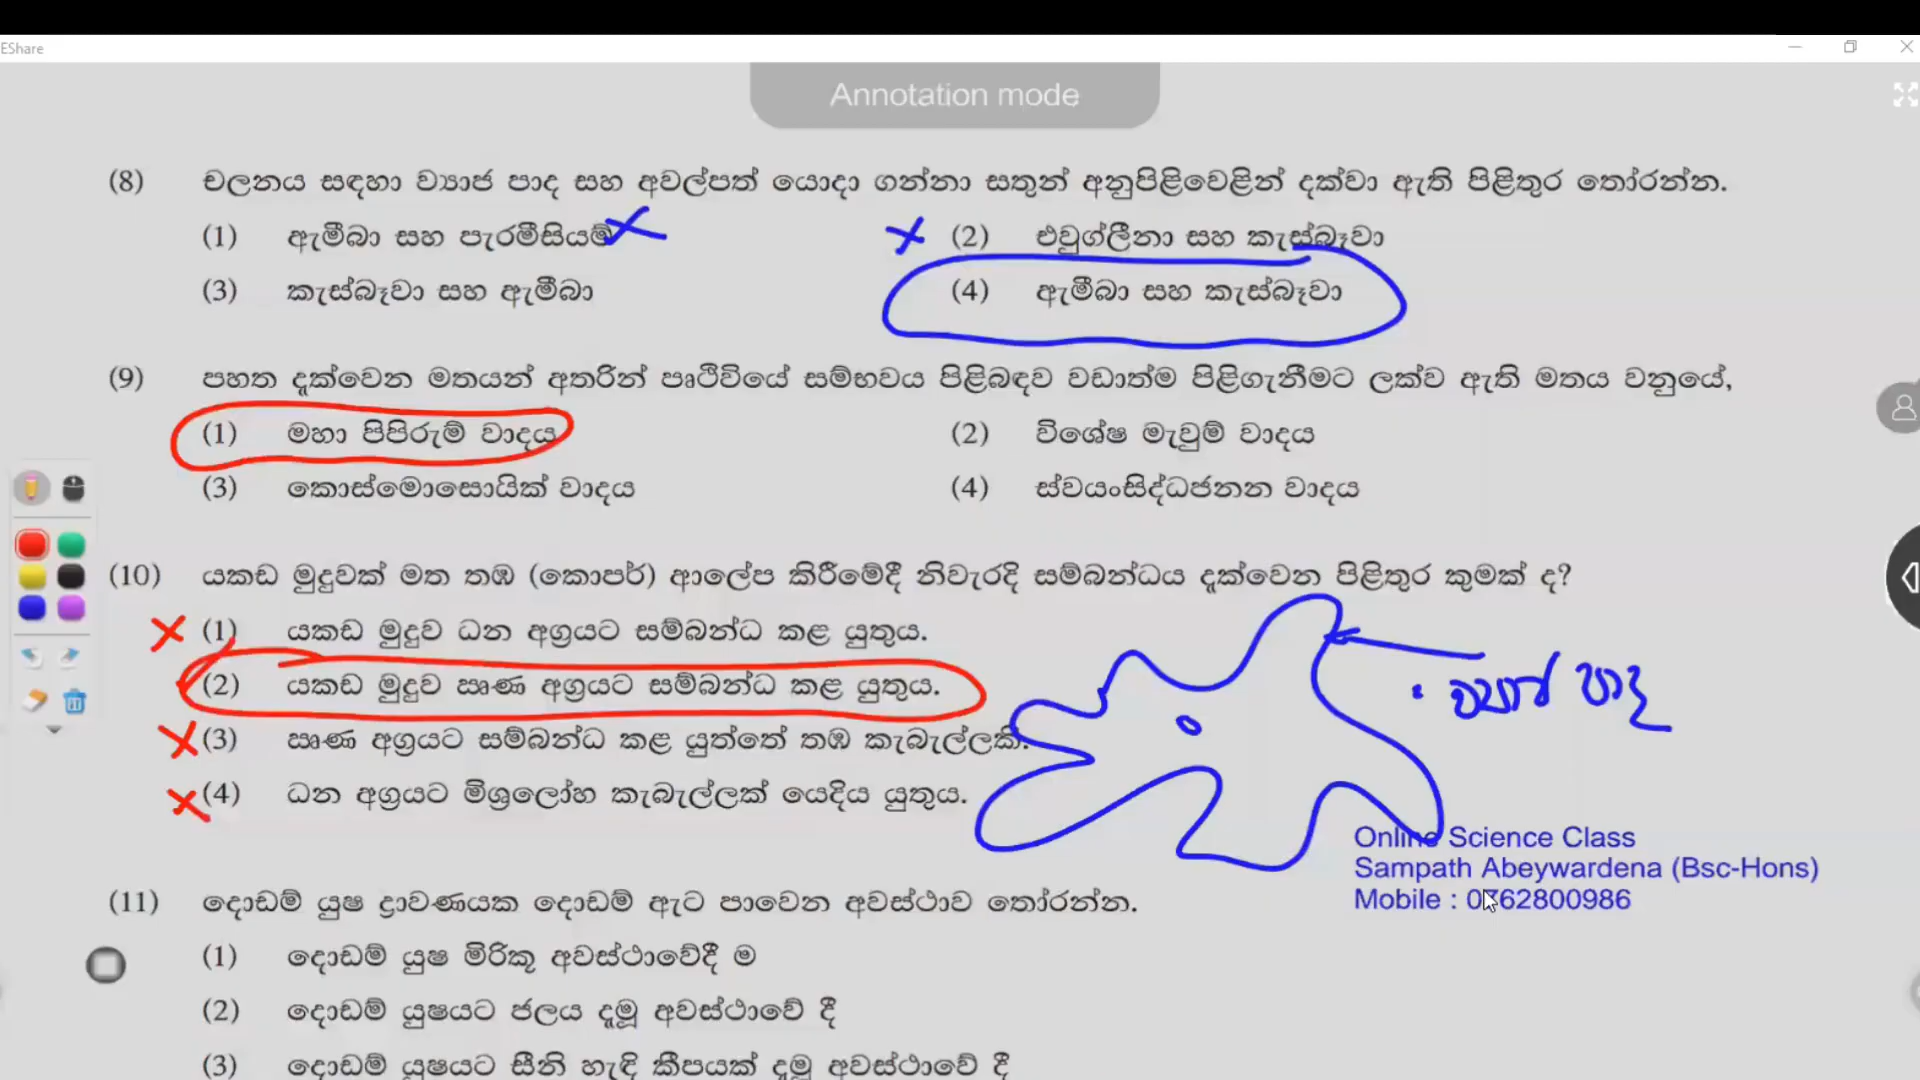 EShare
Annotation mode
(8) චලනය සඳහා ව්‍යාජ පාද සහ අවල්පත් යොදා ගන්නා සතුන් අනුපිළිවෙළින් දක්වා ඇති පිළිතුර තෝරන්න.
(1) ඇමීබා සහ පැරමීසියම් (2) එවුග්ලීනා සහ කැස්බෑවා
(3) කැස්බෑවා සහ ඇමීබා (4) ඇමීබා සහ කැස්බෑවා
(9) පහත දැක්වෙන මතයන් අතරින් පෘථිවියේ සම්භවය පිළිබඳව වඩාත්ම පිළිගැනීමට ලක්ව ඇති මතය වනුයේ,
(1) මහා පිපිරුම් වාදය (2) විශේෂ මැවුම් වාදය
(3) කොස්මොසොයික් වාදය (4) ස්වයංසිද්ධජනන වාදය
(10) යකඩ මුදුවක් මත තඹ (කොපර්) ආලේප කිරීමේදී නිවැරදි සම්බන්ධය දැක්වෙන පිළිතුර කුමක් ද?
(1) යකඩ මුදුව ධන අග්‍රයට සම්බන්ධ කළ යුතුය.
(2) යකඩ මුදුව ඍණ අග්‍රයට සම්බන්ධ කළ යුතුය.
ව්‍යාජ පාද
(3) ඍණ අග්‍රයට සම්බන්ධ කළ යුත්තේ තඹ කැබැල්ලකි.
(4) ධන අග්‍රයට මිශ්‍රලෝහ කැබැල්ලක් යෙදිය යුතුය.
Online Science Class
Sampath Abeywardena (Bsc-Hons)
Mobile : 0762800986
(11) දොඩම් යුෂ ද්‍රාවණයක දොඩම් ඇට පාවෙන අවස්ථාව තෝරන්න.
(1) දොඩම් යුෂ මිරිකූ අවස්ථාවේදී ම
(2) දොඩම් යුෂයට ජලය දැමූ අවස්ථාවේ දී
(3) දොඩම් යුෂයට සීනි හැඳි කීපයක් දැමූ අවස්ථාවේ දී